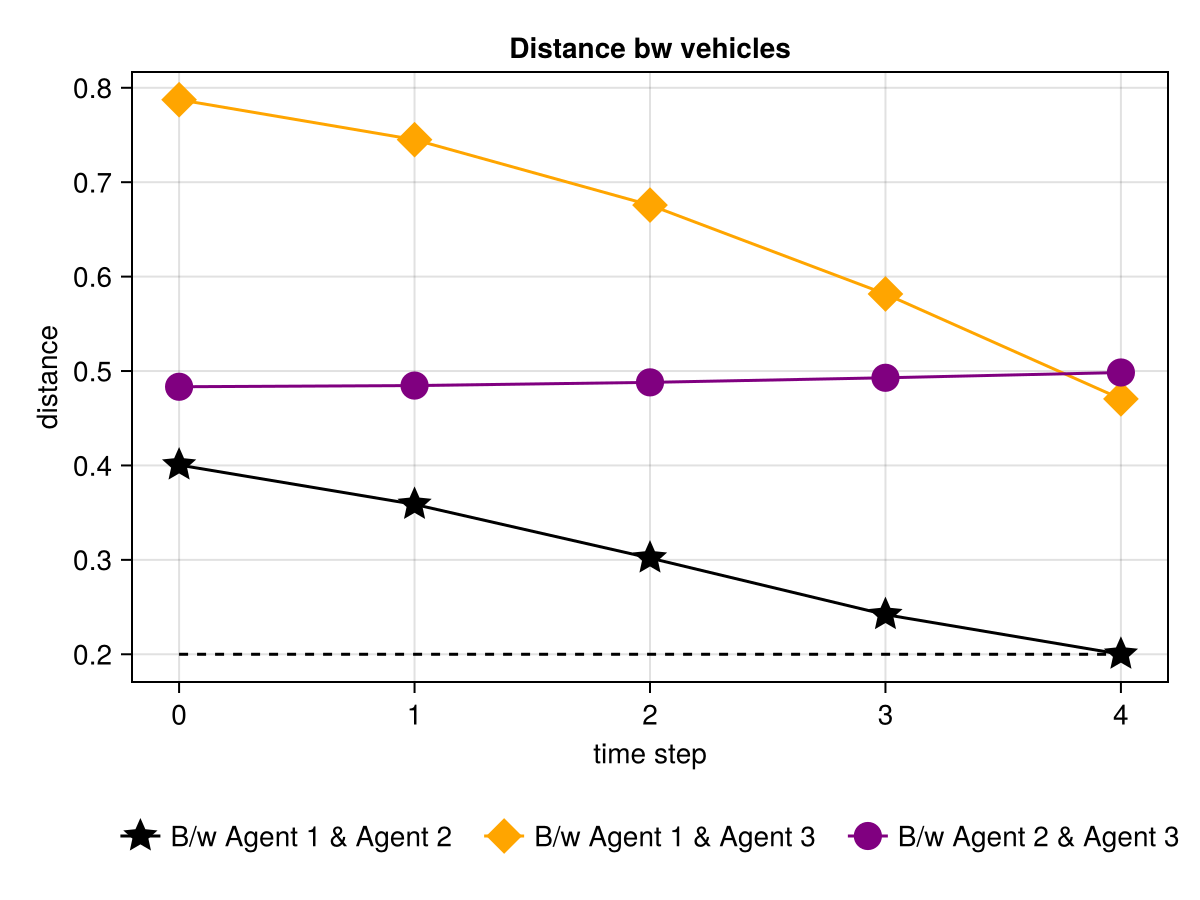 Distance bw vehicles
0.8
0.7
0.6
0.5
0.4
0.3
0.2
distance
0 1 2 3 4
time step
B/w Agent 1 & Agent 2 B/w Agent 1 & Agent 3 B/w Agent 2 & Agent 3